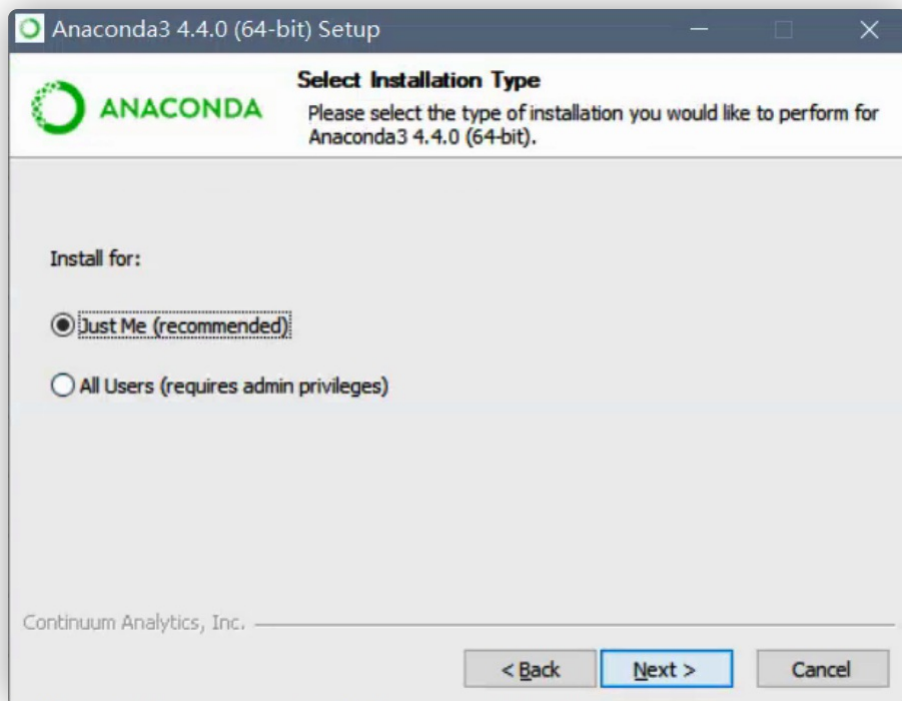 Anaconda3 4.4.0 (64-bit) Setup
ANACONDA
Select Installation Type
Please select the type of installation you would like to perform for
Anaconda3 4.4.0 (64-bit).
Install for:
Just Me (recommended)
All Users (requires admin privileges)
Continuum Analytics, Inc.
< Back
Next >
Cancel